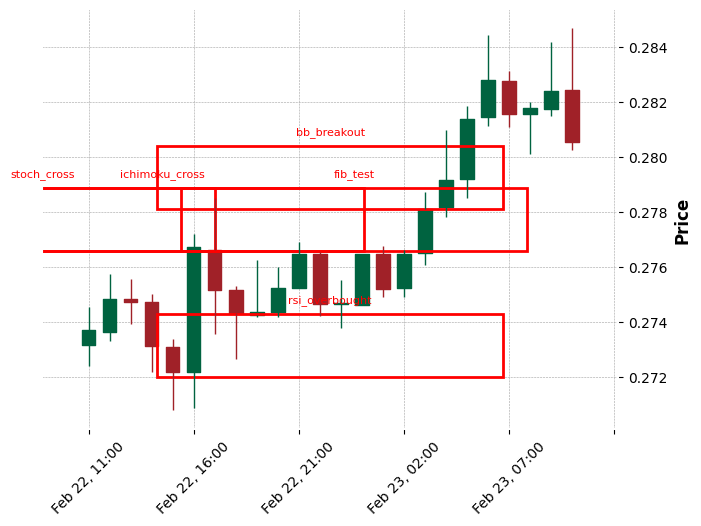 0.284
0.282
bb_breakout
0.280
stoch_cross
ichimoku_cross
fib_test
0.278
Price
0.276
rsi_overbought
0.274
0.272
Feb 22, 11:00
Feb 22, 16:00
Feb 22, 21:00
Feb 23, 02:00
Feb 23, 07:00